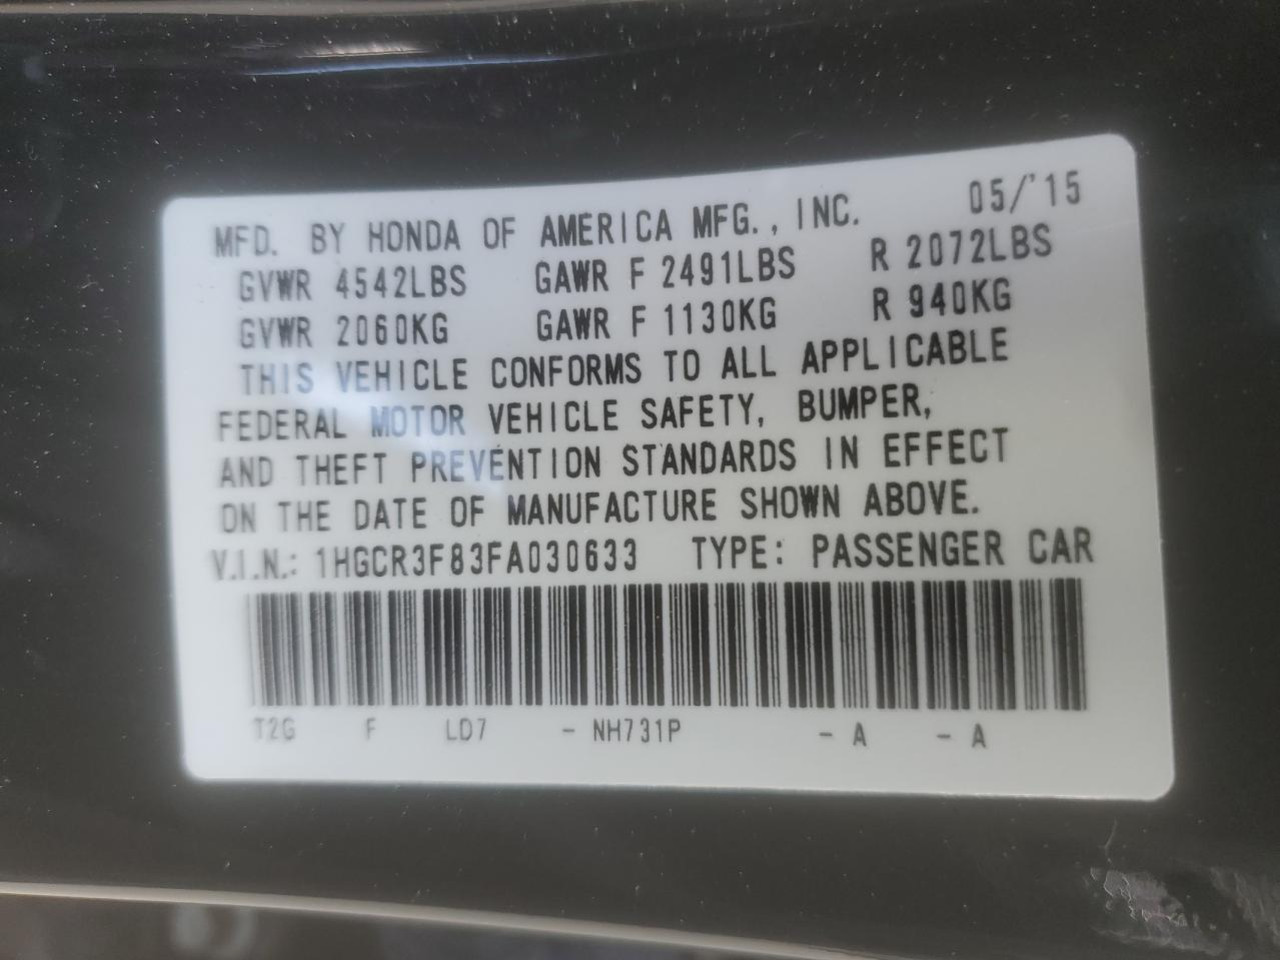 MFD. BY HONDA OF AMERICA MFG., INC. 05/'15
GVWR 4542LBS GAWR F 2491LBS R 2072LBS
GVWR 2060KG GAWR F 1130KG R 940KG
THIS VEHICLE CONFORMS TO ALL APPLICABLE
FEDERAL MOTOR VEHICLE SAFETY, BUMPER,
AND THEFT PREVENTION STANDARDS IN EFFECT
ON THE DATE OF MANUFACTURE SHOWN ABOVE.
V.I.N.: 1HGCR3F83FA030633 TYPE: PASSENGER CAR
T2G F LD7 - NH731P - A - A